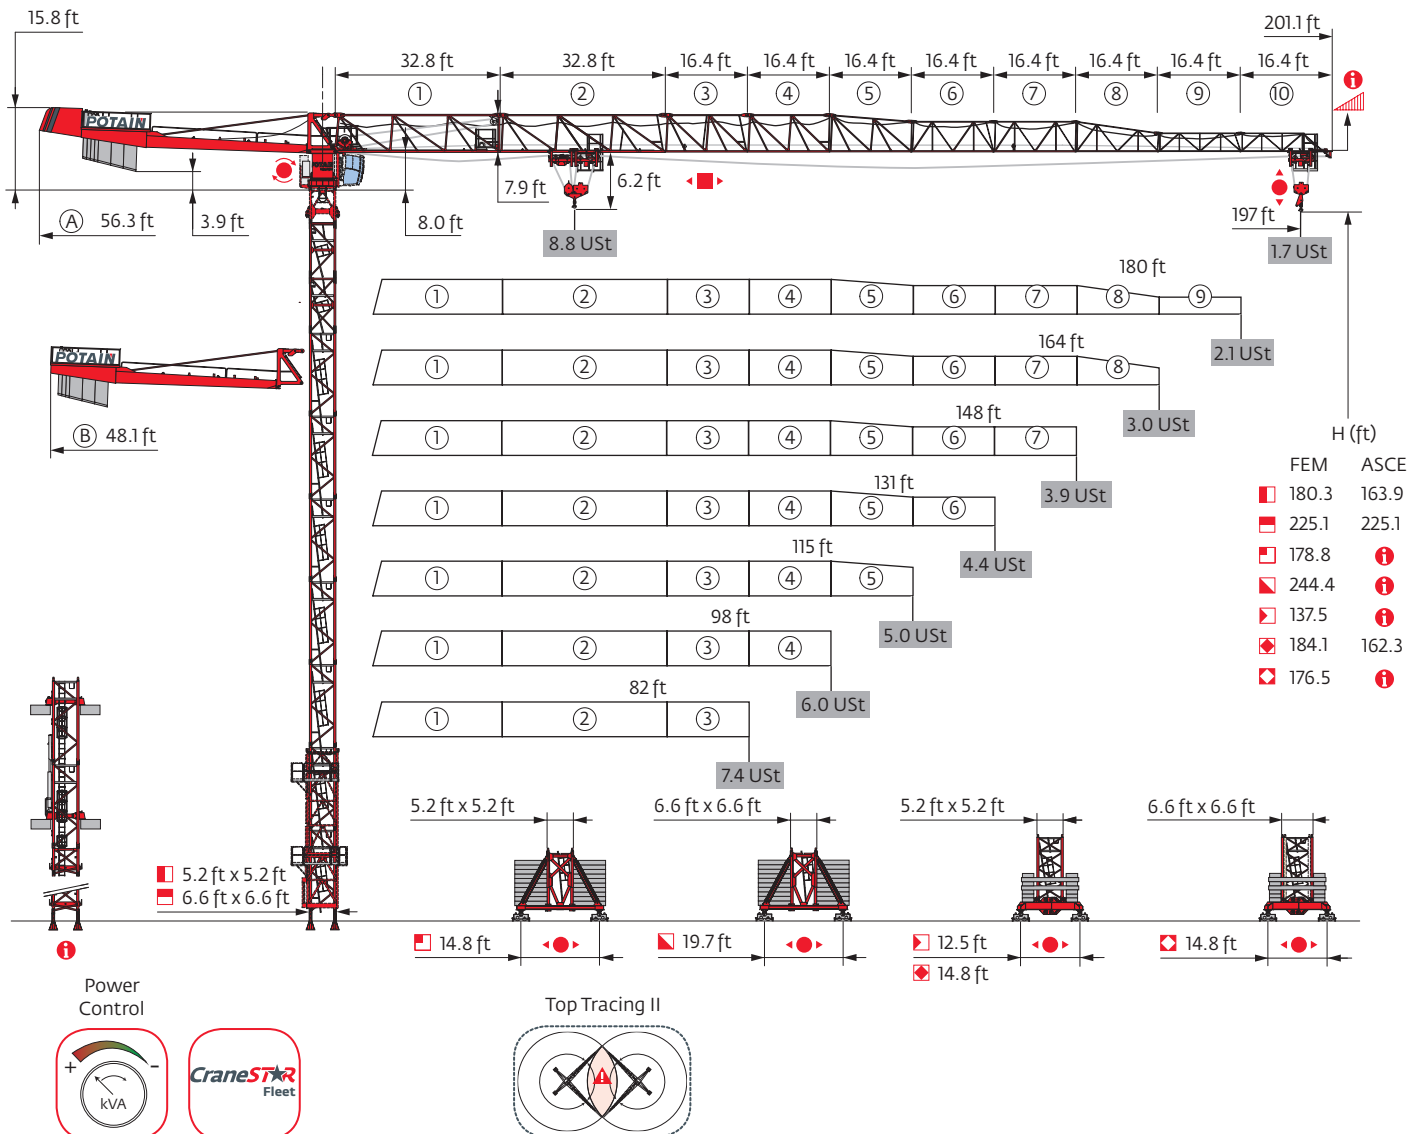 15.8 ft
201.1 ft
32.8 ft
32.8 ft
16.4 ft
16.4 ft
16.4 ft
16.4 ft
16.4 ft
16.4 ft
16.4 ft
16.4 ft
1
2
3
4
5
6
7
8
9
10
i
POTAIN
POTAIN
7.9 ft
6.2 ft
A 56.3 ft
3.9 ft
8.0 ft
197 ft
8.8 USt
1.7 USt
180 ft
1 2 3 4 5 6 7 8 9
2.1 USt
POTAIN
164 ft
1 2 3 4 5 6 7 8
3.0 USt
B 48.1 ft
148 ft
1 2 3 4 5 6 7
3.9 USt
H (ft)
FEM ASCE
180.3 163.9
225.1 225.1
178.8 i
244.4 i
137.5 i
184.1 162.3
176.5 i
131 ft
1 2 3 4 5 6
4.4 USt
115 ft
1 2 3 4 5
5.0 USt
98 ft
1 2 3 4
6.0 USt
82 ft
1 2 3
7.4 USt
5.2 ft x 5.2 ft
6.6 ft x 6.6 ft
5.2 ft x 5.2 ft
6.6 ft x 6.6 ft
5.2 ft x 5.2 ft
6.6 ft x 6.6 ft
i
14.8 ft
19.7 ft
12.5 ft
14.8 ft
14.8 ft
Power
Control
+ -
kVA
CraneSTAR
Fleet
Top Tracing II